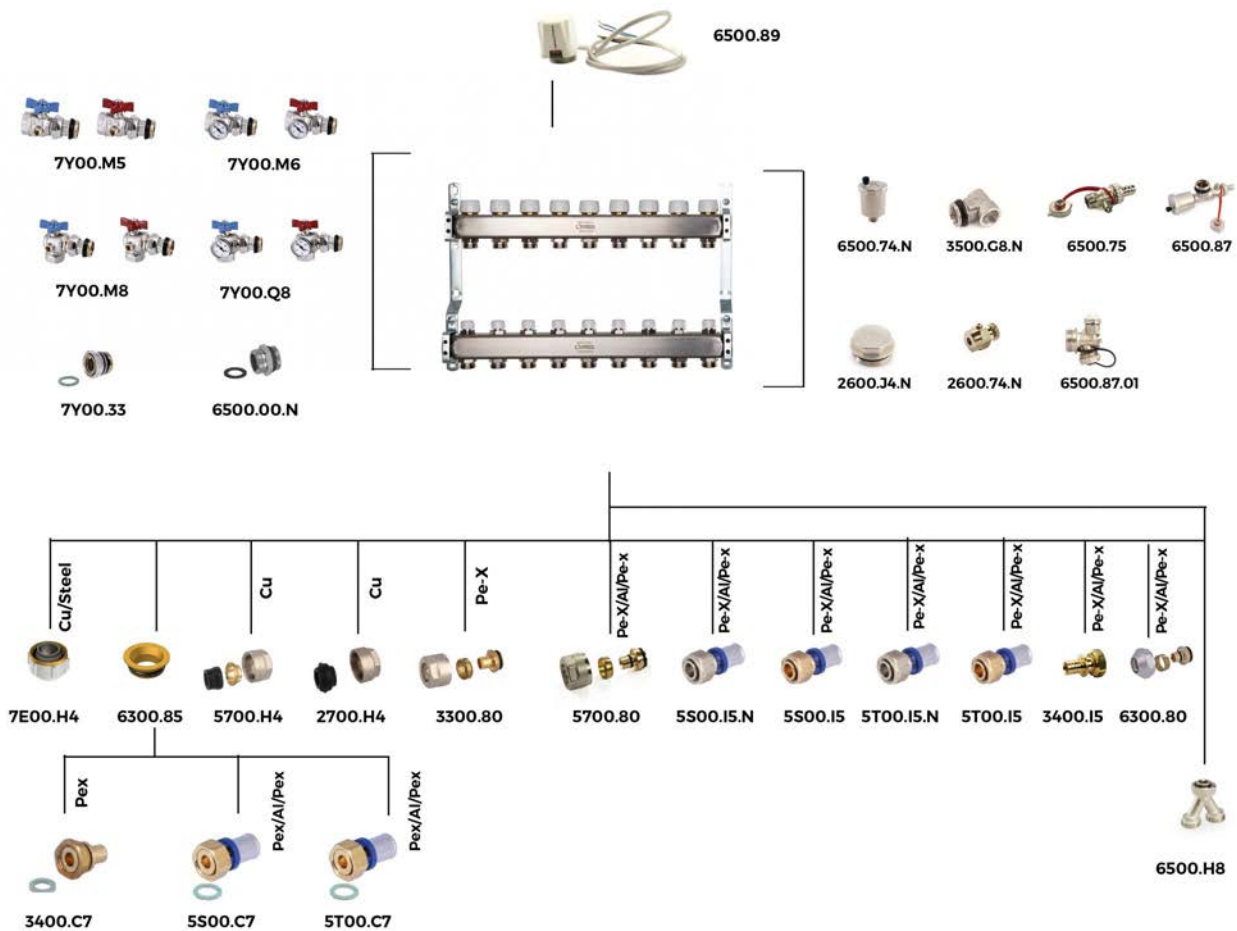 6500.89
7Y00.M5
7Y00.M6
7Y00.M8
7Y00.Q8
7Y00.33
6500.00.N
6500.74.N
3500.G8.N
6500.75
6500.87
2600.J4.N
2600.74.N
6500.87.01
Cu/Steel
Cu
Cu
Pe-X
Pe-X/Al/Pe-x
Pe-X/Al/Pe-x
Pe-X/Al/Pe-x
Pe-X/Al/Pe-x
Pe-X/Al/Pe-x
Pe-X/Al/Pe-x
Pe-X/Al/Pe-x
7E00.H4
6300.85
5700.H4
2700.H4
3300.80
5700.80
5S00.I5.N
5S00.I5
5T00.I5.N
5T00.I5
3400.I5
6300.80
Pex
Pex/Al/Pex
Pex/Al/Pex
3400.C7
5S00.C7
5T00.C7
6500.H8